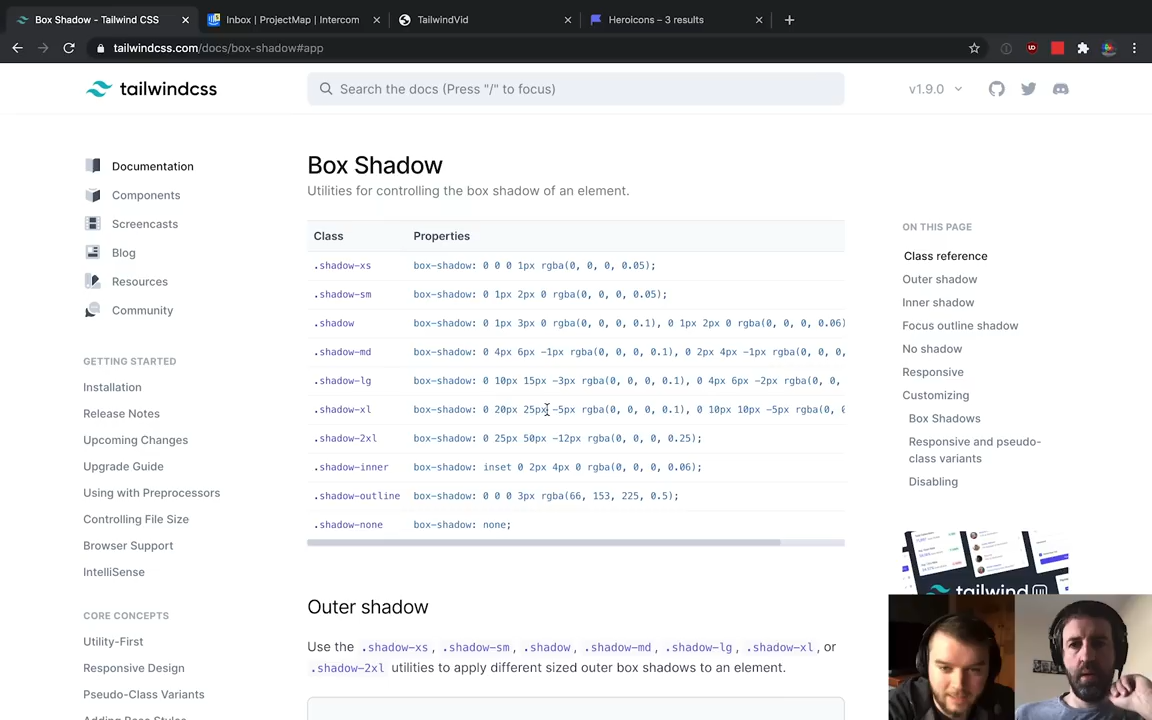 Box Shadow - Tailwind CSS
Inbox | ProjectMap | Intercom
TailwindVid
Heroicons – 3 results
tailwindcss.com/docs/box-shadow#app
tailwindcss
Search the docs (Press "/" to focus)
v1.9.0
Documentation
Components
Screencasts
Blog
Resources
Community
GETTING STARTED
Installation
Release Notes
Upcoming Changes
Upgrade Guide
Using with Preprocessors
Controlling File Size
Browser Support
IntelliSense
CORE CONCEPTS
Utility-First
Responsive Design
Pseudo-Class Variants
Adding Base Styles
Box Shadow
Utilities for controlling the box shadow of an element.
Class Properties
.shadow-xs box-shadow: 0 0 0 1px rgba(0, 0, 0, 0.05);
.shadow-sm box-shadow: 0 1px 2px 0 rgba(0, 0, 0, 0.05);
.shadow box-shadow: 0 1px 3px 0 rgba(0, 0, 0, 0.1), 0 1px 2px 0 rgba(0, 0, 0, 0.06)
.shadow-md box-shadow: 0 4px 6px -1px rgba(0, 0, 0, 0.1), 0 2px 4px -1px rgba(0, 0, 0,
.shadow-lg box-shadow: 0 10px 15px -3px rgba(0, 0, 0, 0.1), 0 4px 6px -2px rgba(0, 0,
.shadow-xl box-shadow: 0 20px 25px -5px rgba(0, 0, 0, 0.1), 0 10px 10px -5px rgba(0, 0
.shadow-2xl box-shadow: 0 25px 50px -12px rgba(0, 0, 0, 0.25);
.shadow-inner box-shadow: inset 0 2px 4px 0 rgba(0, 0, 0, 0.06);
.shadow-outline box-shadow: 0 0 0 3px rgba(66, 153, 225, 0.5);
.shadow-none box-shadow: none;
Outer shadow
Use the .shadow-xs, .shadow-sm, .shadow, .shadow-md, .shadow-lg, .shadow-xl, or
.shadow-2xl utilities to apply different sized outer box shadows to an element.
ON THIS PAGE
Class reference
Outer shadow
Inner shadow
Focus outline shadow
No shadow
Responsive
Customizing
Box Shadows
Responsive and pseudo-
class variants
Disabling
tailwind